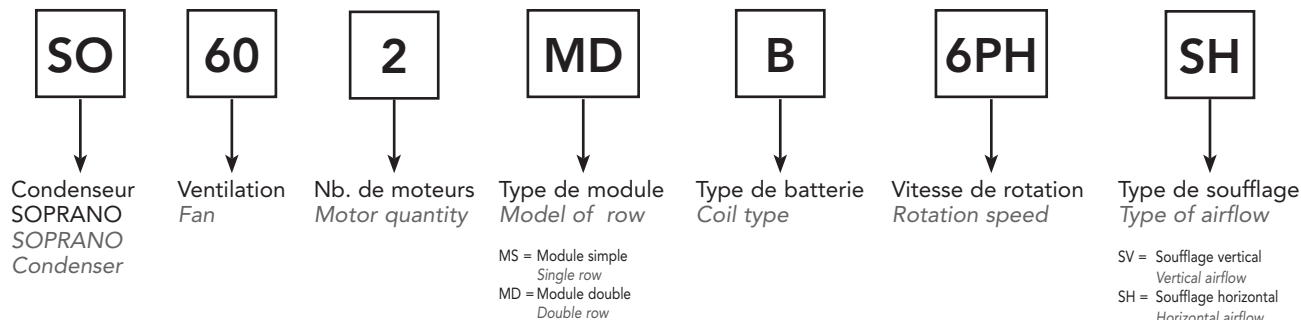 SO 60 2 MD B 6PH SH
Condenseur
SOPRANO
SOPRANO
Condenser
Ventilation
Fan
Nb. de moteurs
Motor quantity
Type de module
Model of row
MS = Module simple
Single row
MD = Module double
Double row
Type de batterie
Coil type
Vitesse de rotation
Rotation speed
Type de soufflage
Type of airflow
SV = Soufflage vertical
Vertical airflow
SH = Soufflage horizontal
Horizontal airflow